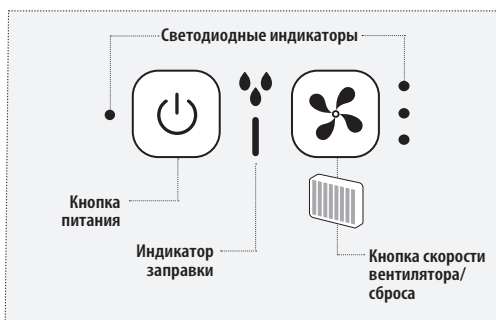 Светодиодные индикаторы
Кнопка
питания
Индикатор
заправки
Кнопка скорости
вентилятора/
сброса